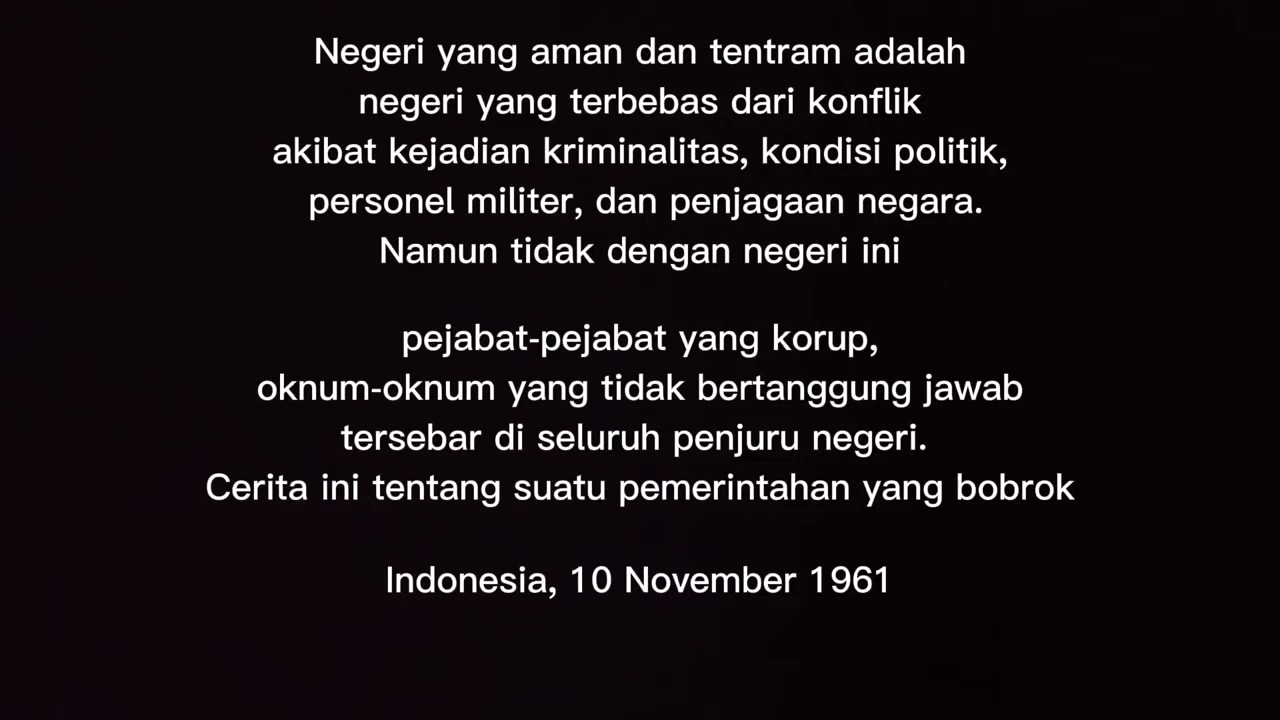 Negeri yang aman dan tentram adalah
negeri yang terbebas dari konflik
akibat kejadian kriminalitas, kondisi politik,
personel militer, dan penjagaan negara.
Namun tidak dengan negeri ini
pejabat-pejabat yang korup,
oknum-oknum yang tidak bertanggung jawab
tersebar di seluruh penjuru negeri.
Cerita ini tentang suatu pemerintahan yang bobrok
Indonesia, 10 November 1961